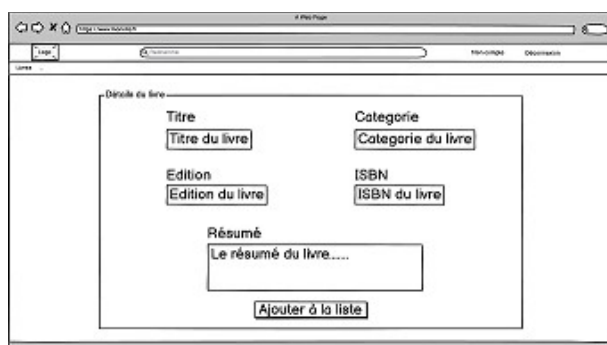 A Web Page
Logo
Recherche
Mon compte
Déconnexion
Livres
Détails du livre
Titre
Categorie
Titre du livre
Categorie du livre
Edition
ISBN
Edition du livre
ISBN du livre
Résumé
Le résumé du livre.....
Ajouter à la liste